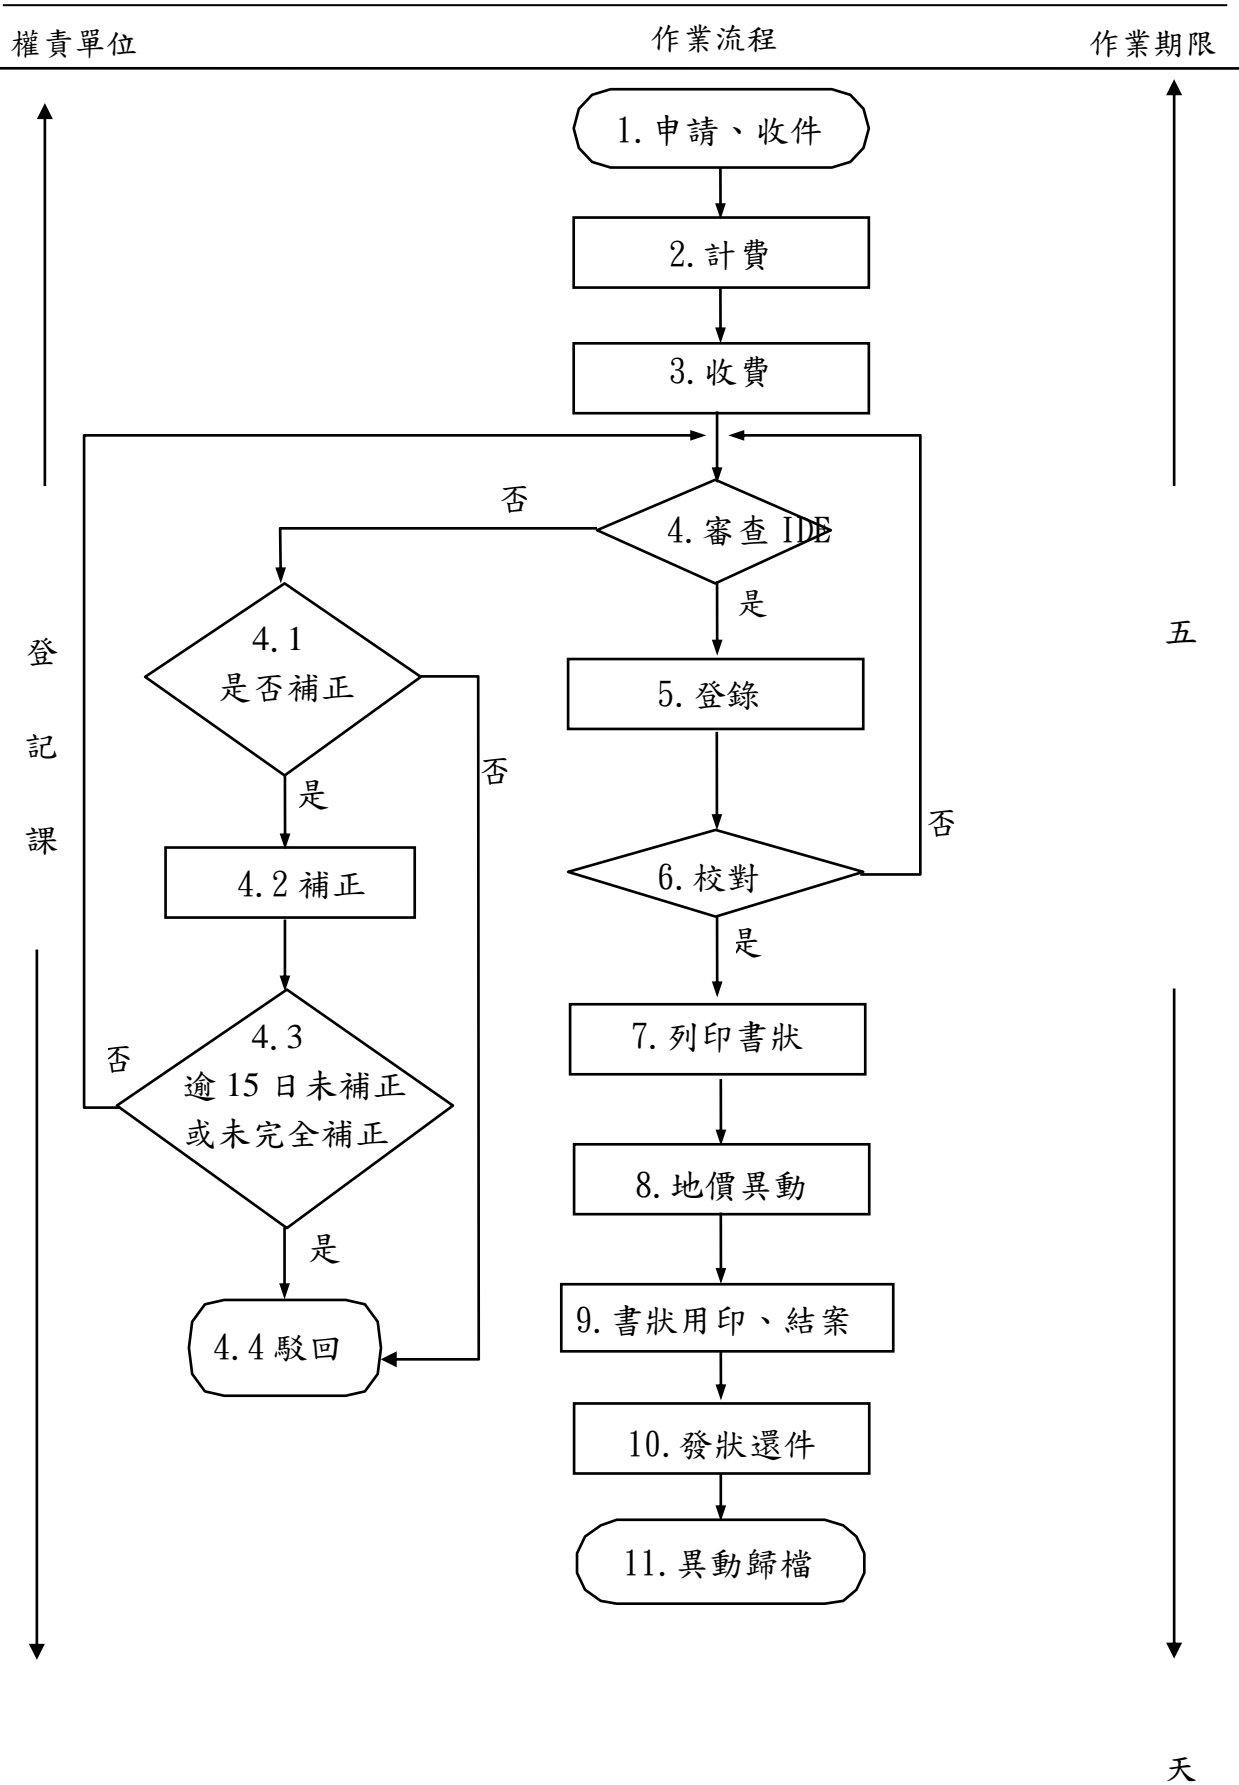 權責單位
作業流程
作業期限
1.申請、收件
2.計費
3.收費
否
4.審查 IDE
是
4.1
是否補正
登
記
課
五
5.登錄
否
是
否
4.2 補正
6.校對
是
4.3
逾 15 日未補正
或未完全補正
否
7.列印書狀
8.地價異動
是
9.書狀用印、結案
4.4 駁回
10.發狀還件
11.異動歸檔
天